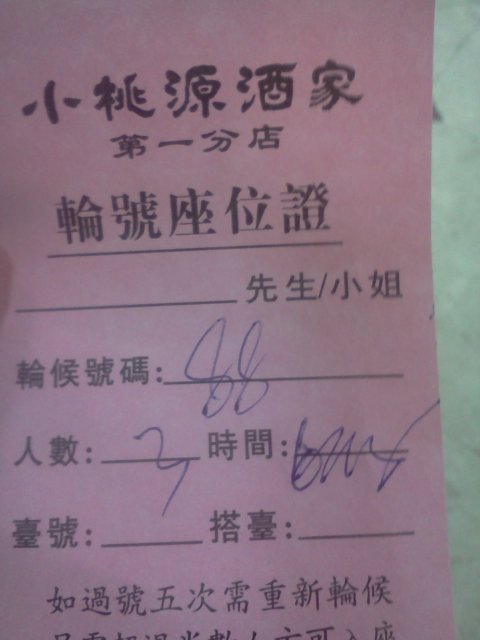 小桃源酒家
第一分店
輪號座位證
先生/小姐
輪候號碼: 88
人數: 2 時間:
臺號: 搭臺:
如過號五次需重新輪候